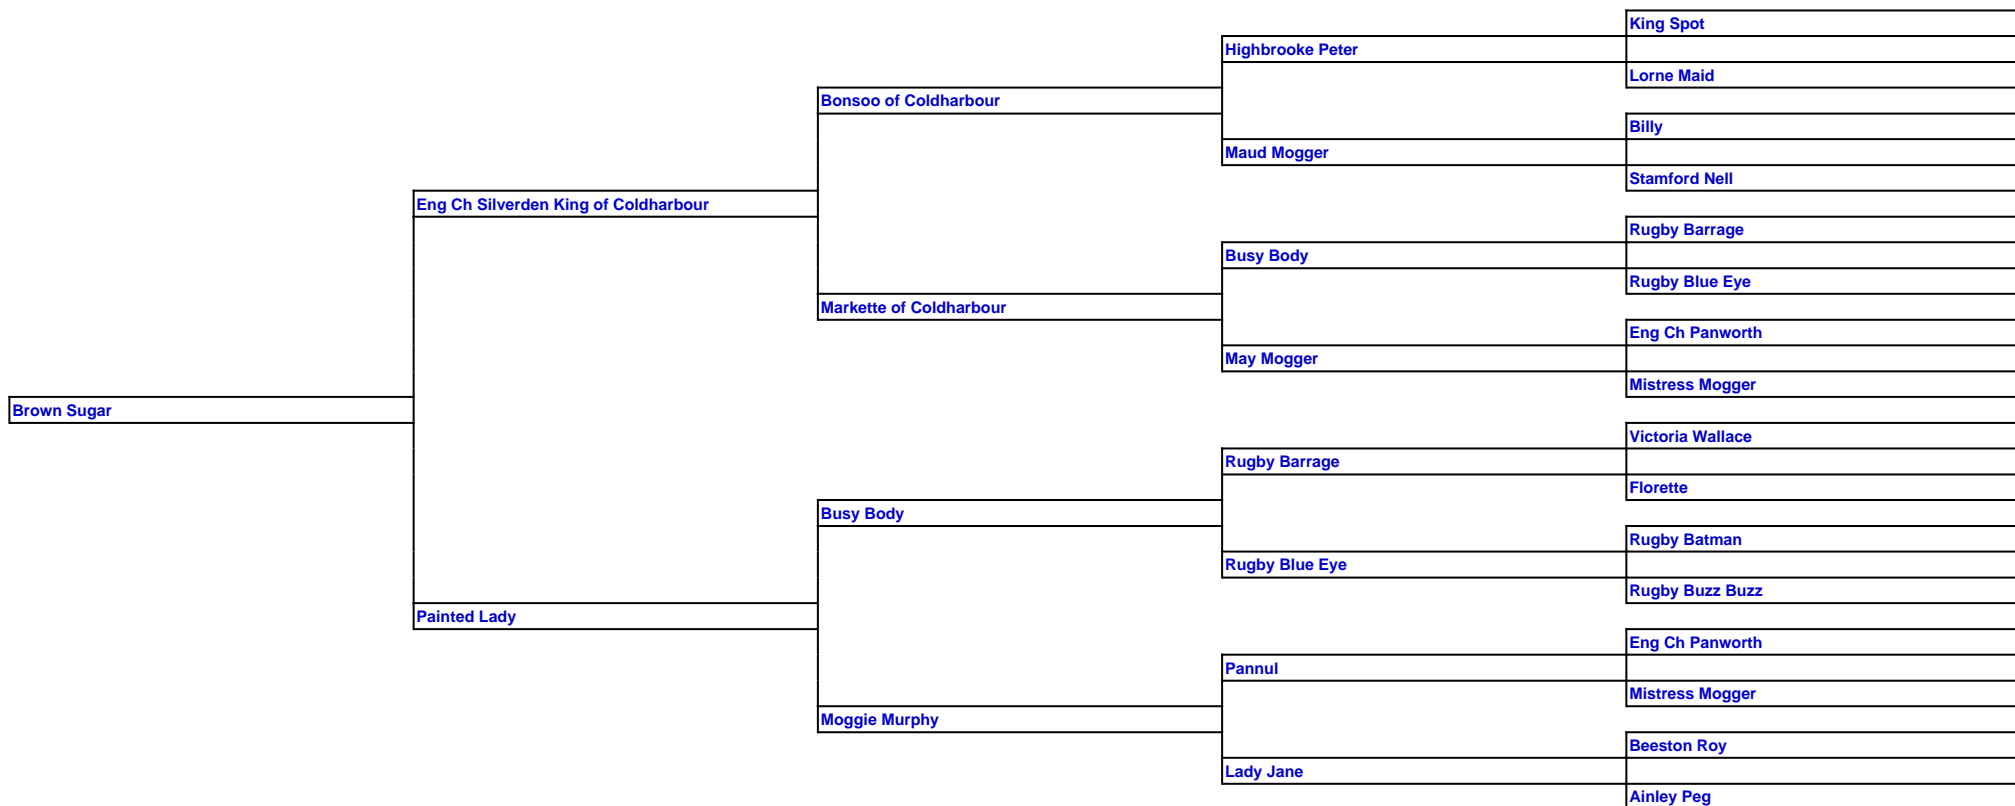 King Spot
Highbrooke Peter
Lorne Maid
Bonsoo of Coldharbour
Billy
Maud Mogger
Stamford Nell
Eng Ch Silverden King of Coldharbour
Rugby Barrage
Busy Body
Rugby Blue Eye
Markette of Coldharbour
Eng Ch Panworth
May Mogger
Mistress Mogger
Brown Sugar
Victoria Wallace
Rugby Barrage
Florette
Busy Body
Rugby Batman
Rugby Blue Eye
Rugby Buzz Buzz
Painted Lady
Eng Ch Panworth
Pannul
Mistress Mogger
Moggie Murphy
Beeston Roy
Lady Jane
Ainley Peg